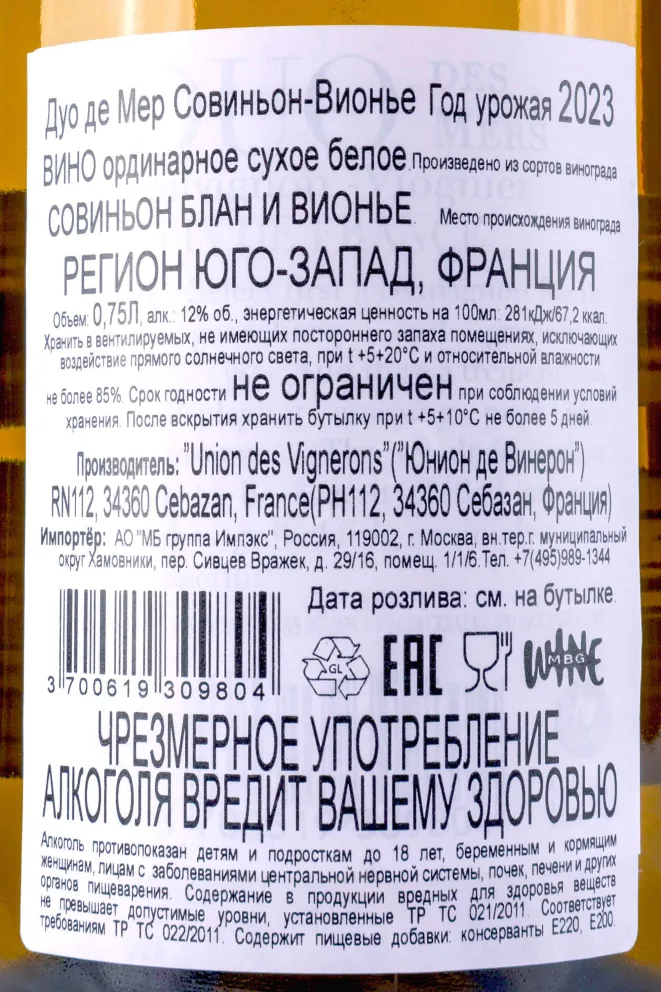 Дуо де Мер Совиньон-Вионье Год урожая 2023
ВИНО ординарное сухое белое. Произведено из сортов винограда
СОВИНЬОН БЛАН И ВИОНЬЕ. Место происхождения винограда
РЕГИОН ЮГО-ЗАПАД, ФРАНЦИЯ
Объем: 0,75Л, алк.: 12% об., энергетическая ценность на 100мл: 281кДж/67,2 ккал.
Хранить в вентилируемых, не имеющих постороннего запаха помещениях, исключающих
воздействие прямого солнечного света, при t +5+20°C и относительной влажности
не более 85%. Срок годности не ограничен при соблюдении условий
хранения. После вскрытия хранить бутылку при t +5+10°C не более 5 дней.
Производитель: "Union des Vignerons"("Юнион де Винерон")
RN112, 34360 Cebazan, France(РН112, 34360 Себазан, Франция)
Импортёр: АО "МБ группа Импэкс", Россия, 119002, г. Москва, вн.тер.г. муниципальный
округ Хамовники, пер. Сивцев Вражек, д. 29/16, помещ. 1/1/6.Тел. +7(495)989-1344
Дата розлива: см. на бутылке.
3 700619 309804
GL
EAC
WINE
MBG
ЧРЕЗМЕРНОЕ УПОТРЕБЛЕНИЕ
АЛКОГОЛЯ ВРЕДИТ ВАШЕМУ ЗДОРОВЬЮ
Алкоголь противопоказан детям и подросткам до 18 лет, беременным и кормящим
женщинам, лицам с заболеваниями центральной нервной системы, почек, печени и других
органов пищеварения. Содержание в продукции вредных для здоровья веществ
не превышает допустимые уровни, установленные ТР ТС 021/2011. Соответствует
требованиям ТР ТС 022/2011. Содержит пищевые добавки: консерванты Е220, Е200.